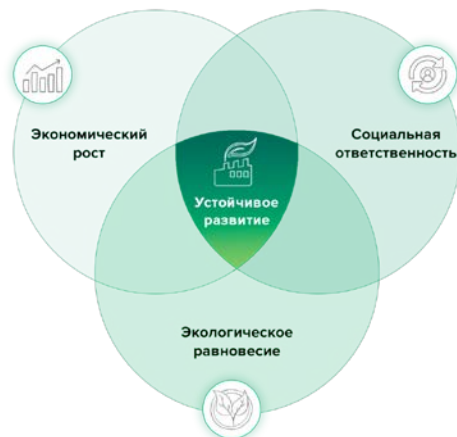 Экономический
рост
Социальная
ответственность
Устойчивое
развитие
Экологическое
равновесие